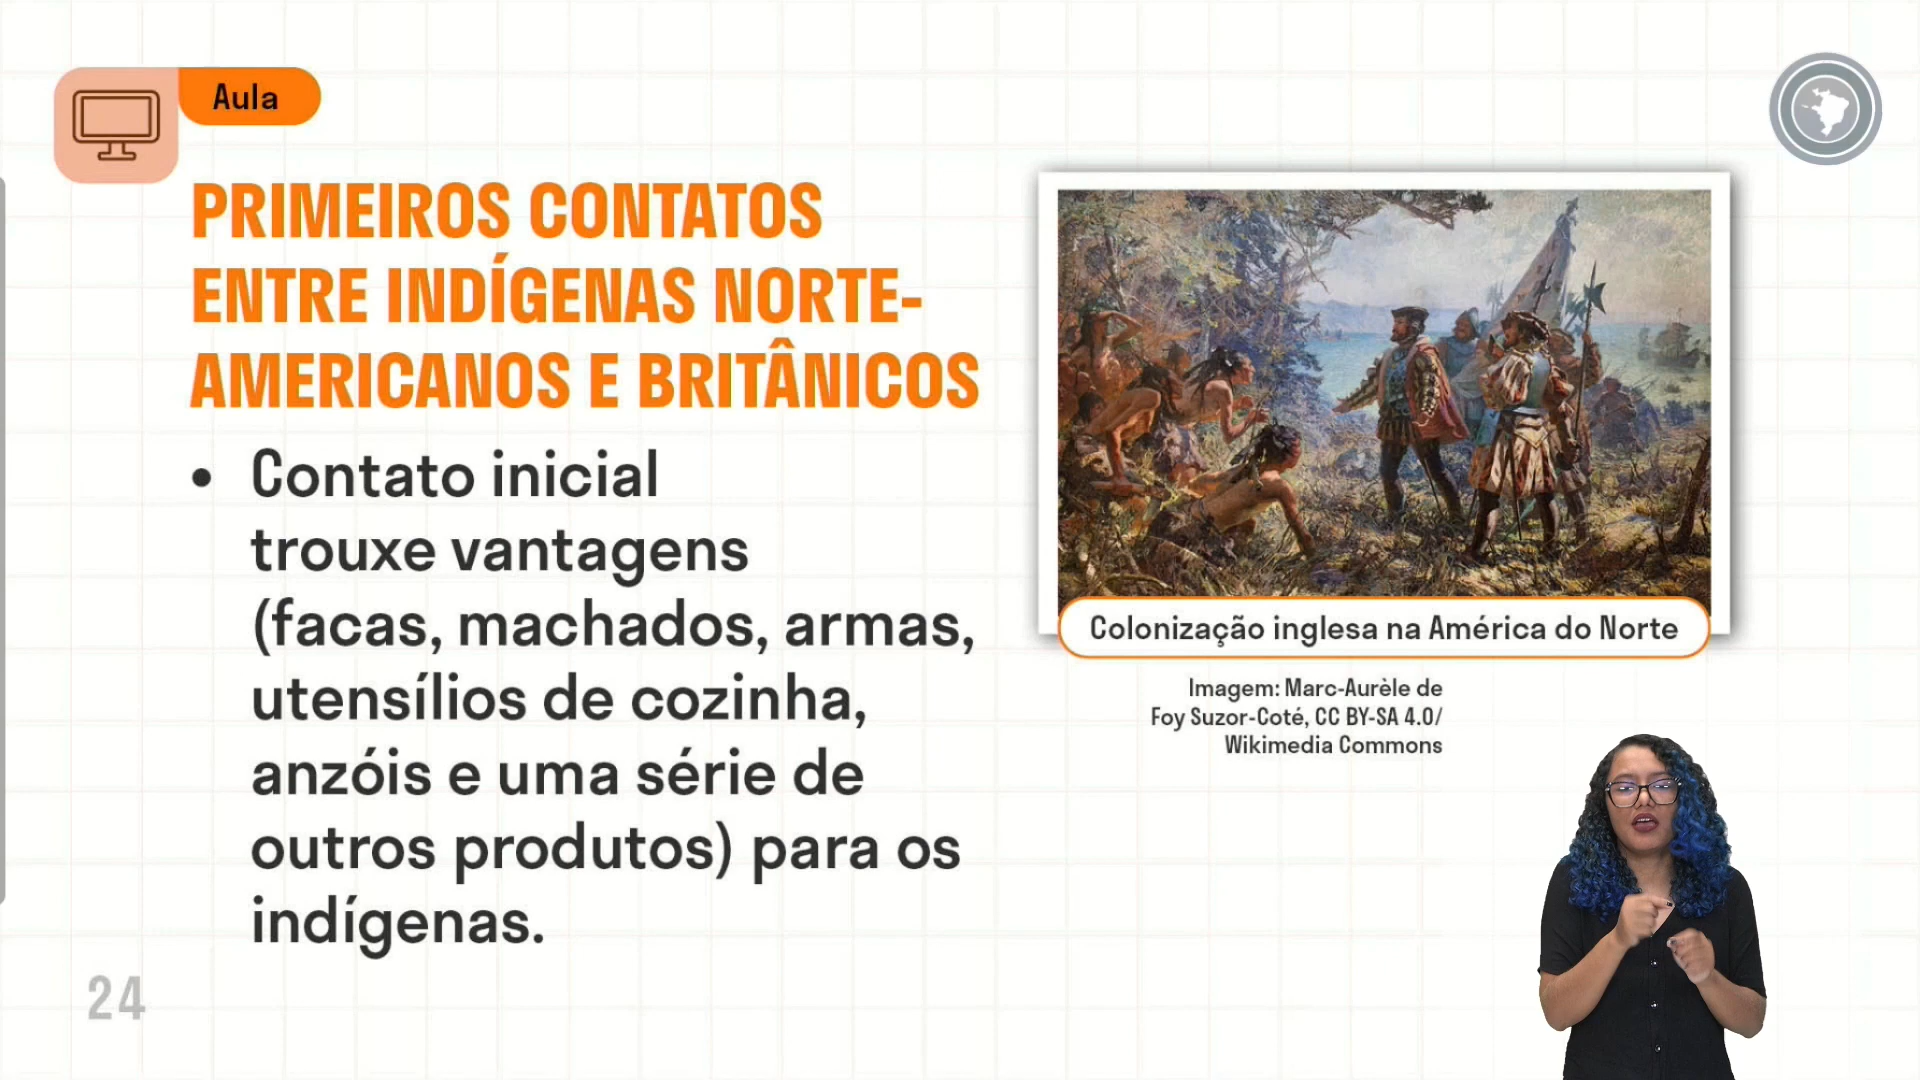 Aula
PRIMEIROS CONTATOS
ENTRE INDÍGENAS NORTE-
AMERICANOS E BRITÂNICOS
• Contato inicial
trouxe vantagens
(facas, machados, armas,
utensílios de cozinha,
anzóis e uma série de
outros produtos) para os
indígenas.
Colonização inglesa na América do Norte
Imagem: Marc-Aurèle de
Foy Suzor-Coté, CC BY-SA 4.0/
Wikimedia Commons
24